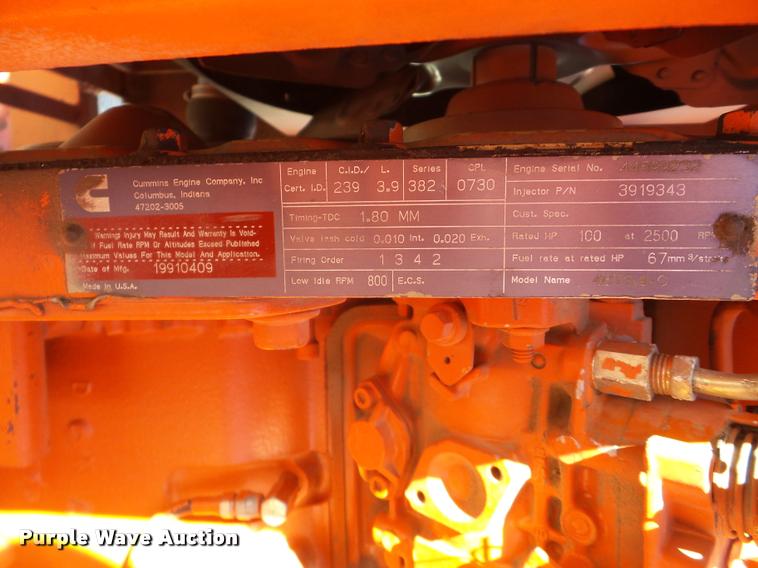 Cummins Engine Company, Inc
Columbus, Indiana
47202-3005
Warning: Injury May Result And Warranty Is Void-
If Fuel Rate RPM Or Altitudes Exceed Published
Maximum Values For This Model And Application.
Date of Mfg. 19910409
Made in U.S.A.
Engine C.I.D./ L. Series CPL
Cert. I.D. 239 3.9 382 0730
Timing-TDC 1.80 MM
Valve lash cold 0.010 Int. 0.020 Exh.
Firing Order 1 3 4 2
Low Idle RPM 800 E.C.S.
Engine Serial No.
Injector P/N 3919343
Cust. Spec.
Rated HP 100 at 2500 RPM
Fuel rate at rated HP 67 mm³/stroke
Model Name
Purple Wave Auction